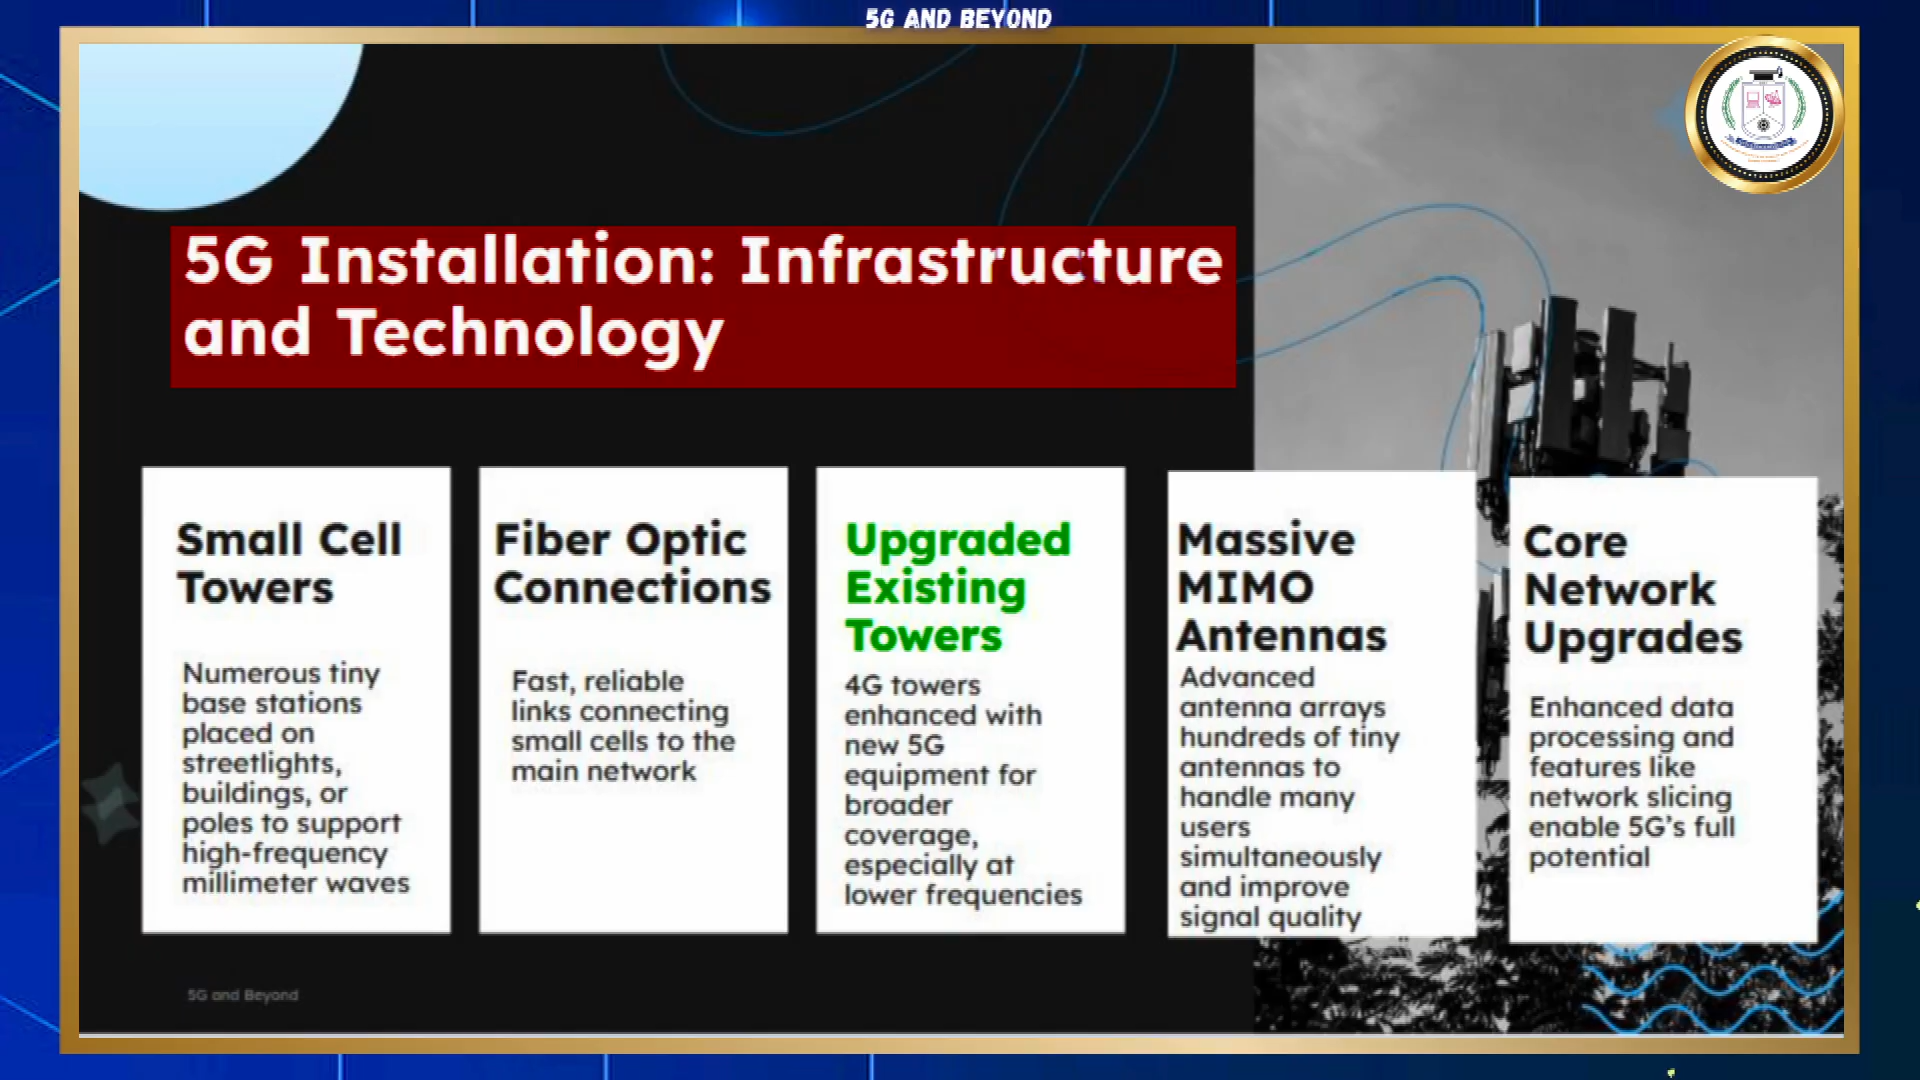 5G AND BEYOND
5G Installation: Infrastructure
and Technology
Small Cell
Towers
Numerous tiny
base stations
placed on
streetlights,
buildings, or
poles to support
high-frequency
millimeter waves
Fiber Optic
Connections
Fast, reliable
links connecting
small cells to the
main network
Upgraded
Existing
Towers
4G towers
enhanced with
new 5G
equipment for
broader
coverage,
especially at
lower frequencies
Massive
MIMO
Antennas
Advanced
antenna arrays
hundreds of tiny
antennas to
handle many
users
simultaneously
and improve
signal quality
Core
Network
Upgrades
Enhanced data
processing and
features like
network slicing
enable 5G’s full
potential
5G and Beyond